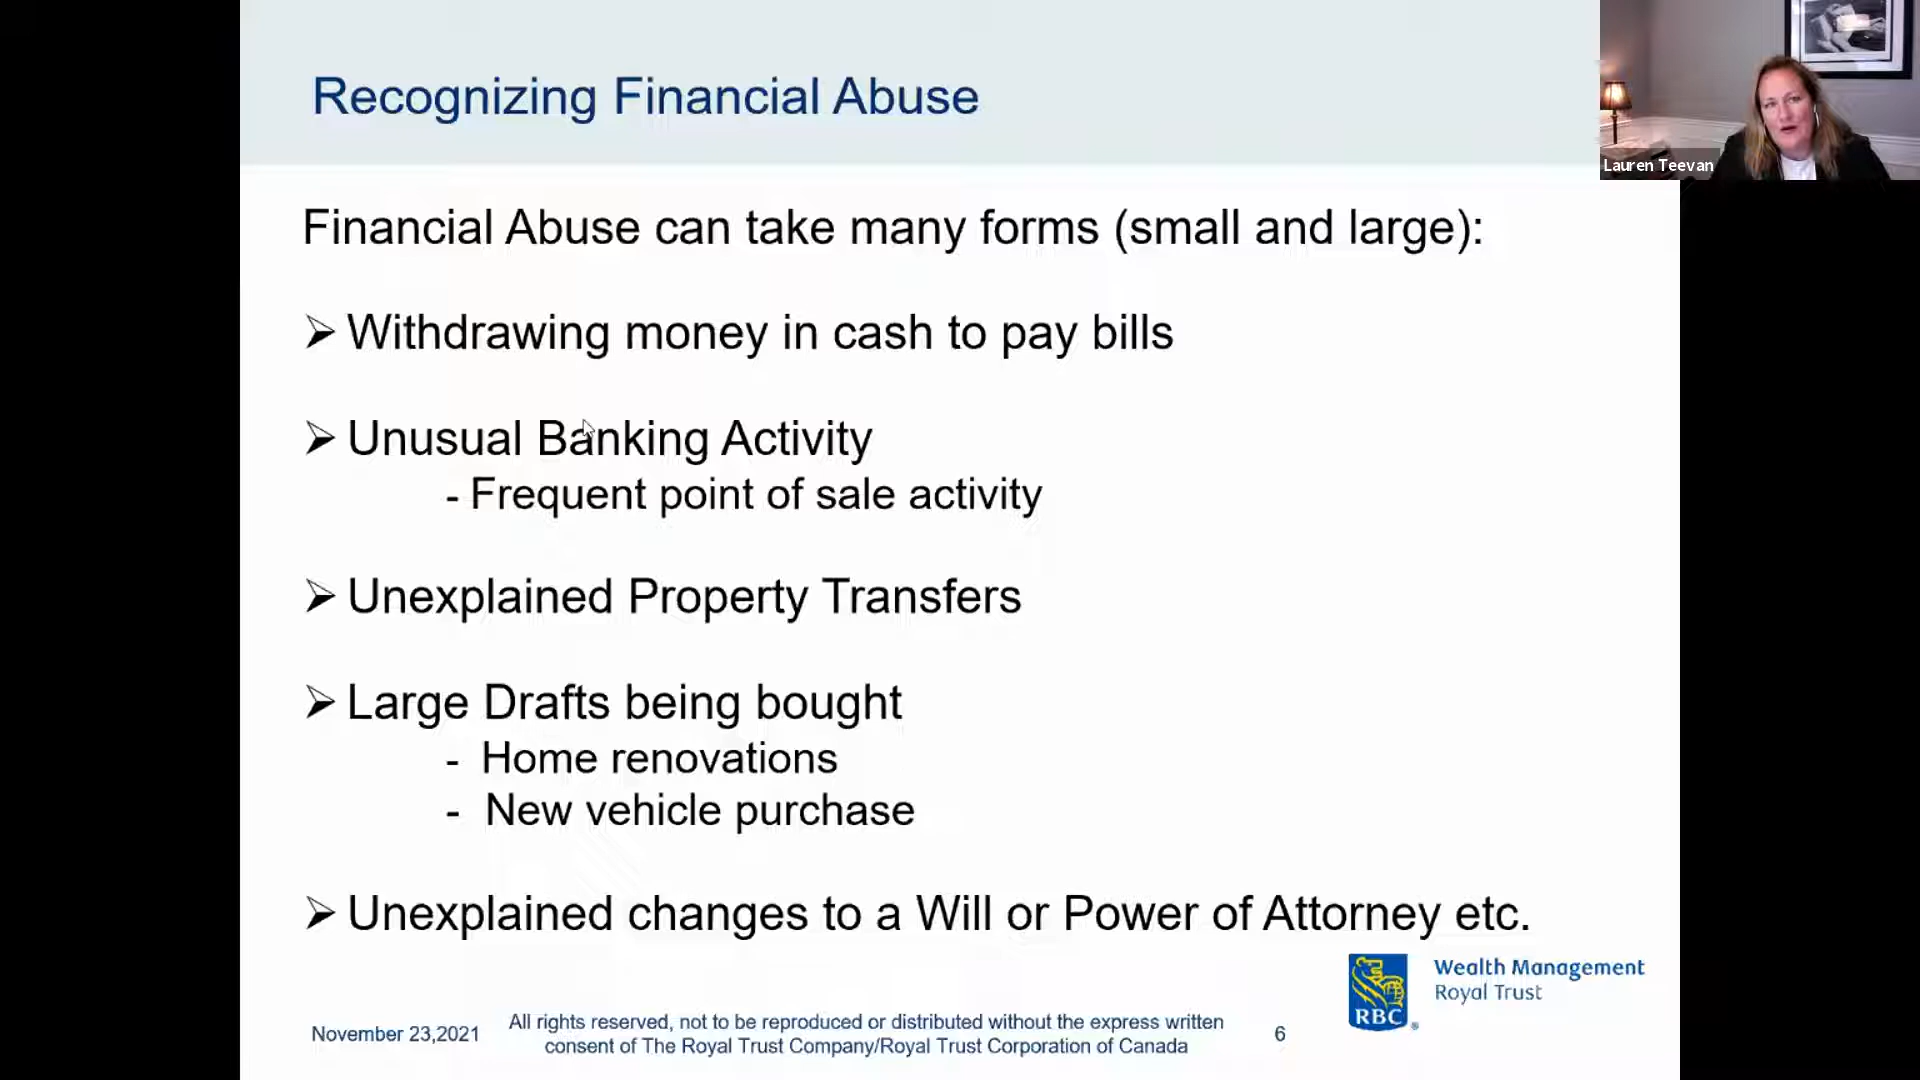 Recognizing Financial Abuse
Lauren Teevan
Financial Abuse can take many forms (small and large):
➢ Withdrawing money in cash to pay bills
➢ Unusual Banking Activity
- Frequent point of sale activity
➢ Unexplained Property Transfers
➢ Large Drafts being bought
- Home renovations
- New vehicle purchase
➢ Unexplained changes to a Will or Power of Attorney etc.
Wealth Management
Royal Trust
RBC ®
November 23,2021
All rights reserved, not to be reproduced or distributed without the express written
consent of The Royal Trust Company/Royal Trust Corporation of Canada
6